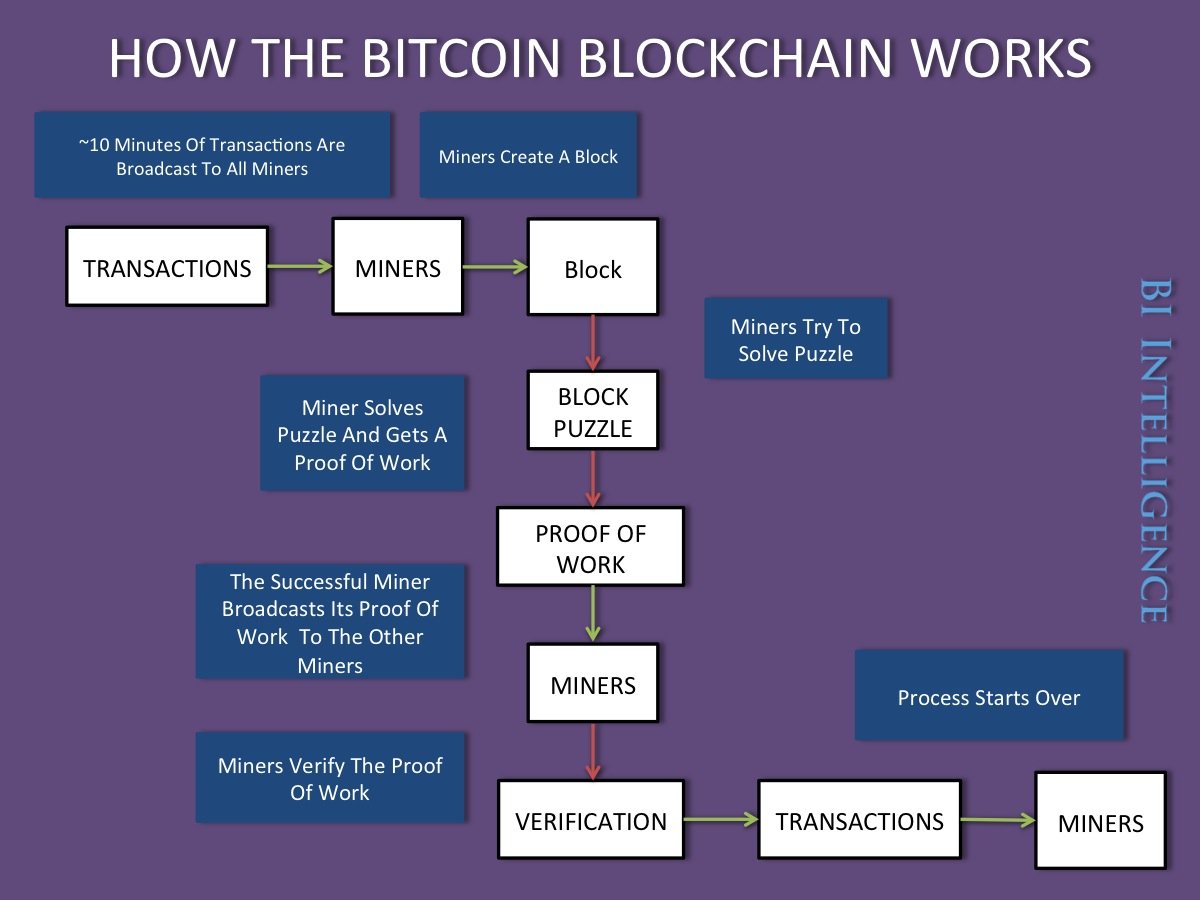 HOW THE BITCOIN BLOCKCHAIN WORKS
~10 Minutes Of Transactions Are
Broadcast To All Miners
Miners Create A Block
TRANSACTIONS
MINERS
Block
Miners Try To
Solve Puzzle
BLOCK
PUZZLE
Miner Solves
Puzzle And Gets A
Proof Of Work
PROOF OF
WORK
The Successful Miner
Broadcasts Its Proof Of
Work  To The Other
Miners
MINERS
Process Starts Over
Miners Verify The Proof
Of Work
VERIFICATION
TRANSACTIONS
MINERS
BI INTELLIGENCE